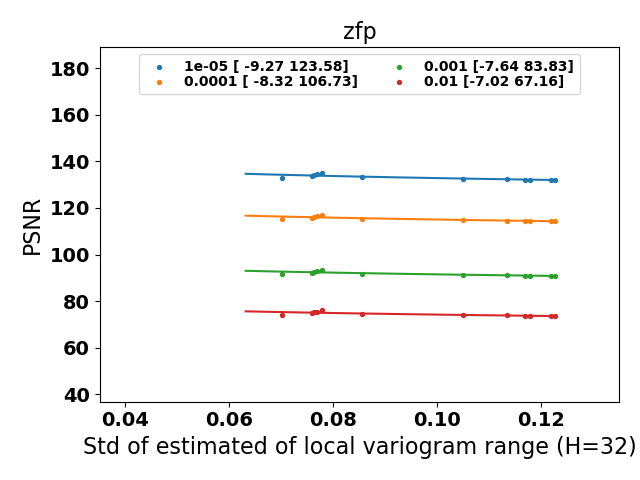 zfp
1e-05 [ -9.27 123.58]
0.0001 [ -8.32 106.73]
0.001 [-7.64 83.83]
0.01 [-7.02 67.16]
180
160
140
120
100
80
60
40
PSNR
0.04 0.06 0.08 0.10 0.12
Std of estimated of local variogram range (H=32)